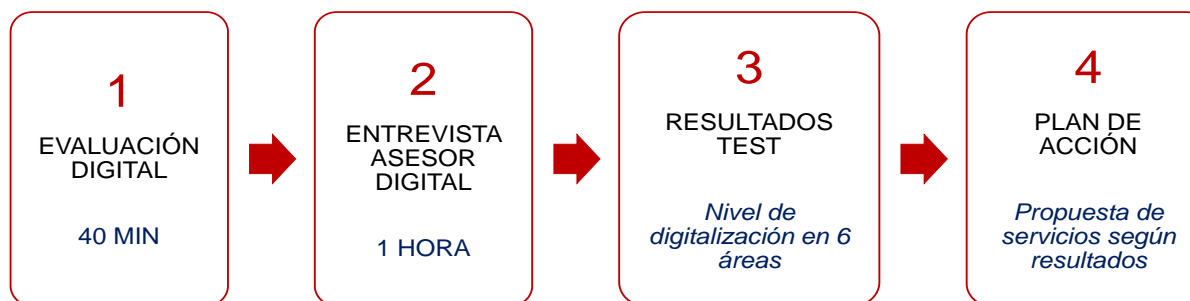 1
EVALUACIÓN
DIGITAL
40 MIN
2
ENTREVISTA
ASESOR
DIGITAL
1 HORA
3
RESULTADOS
TEST
Nivel de
digitalización en 6
áreas
4
PLAN DE
ACCIÓN
Propuesta de
servicios según
resultados